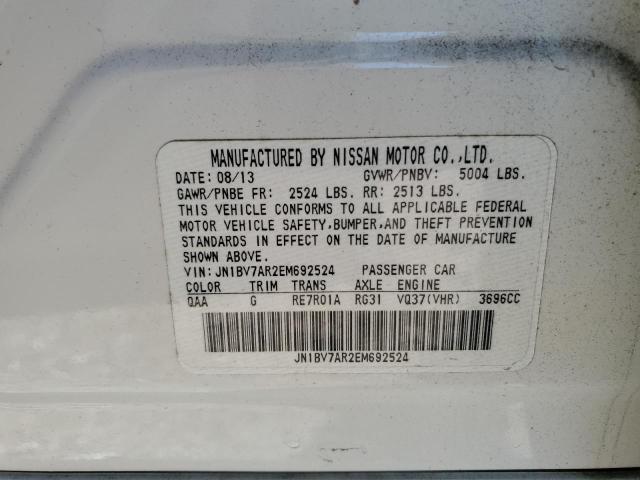 MANUFACTURED BY NISSAN MOTOR CO.,LTD.
DATE: 08/13 GVWR/PNBV: 5004 LBS.
GAWR/PNBE FR: 2524 LBS. RR: 2513 LBS.
THIS VEHICLE CONFORMS TO ALL APPLICABLE FEDERAL
MOTOR VEHICLE SAFETY,BUMPER,AND THEFT PREVENTION
STANDARDS IN EFFECT ON THE DATE OF MANUFACTURE
SHOWN ABOVE.
VIN: JN1BV7AR2EM692524 PASSENGER CAR
COLOR TRIM TRANS AXLE ENGINE
QAA G RE7R01A RG31 VQ37(VHR) 3696CC
JN1BV7AR2EM692524